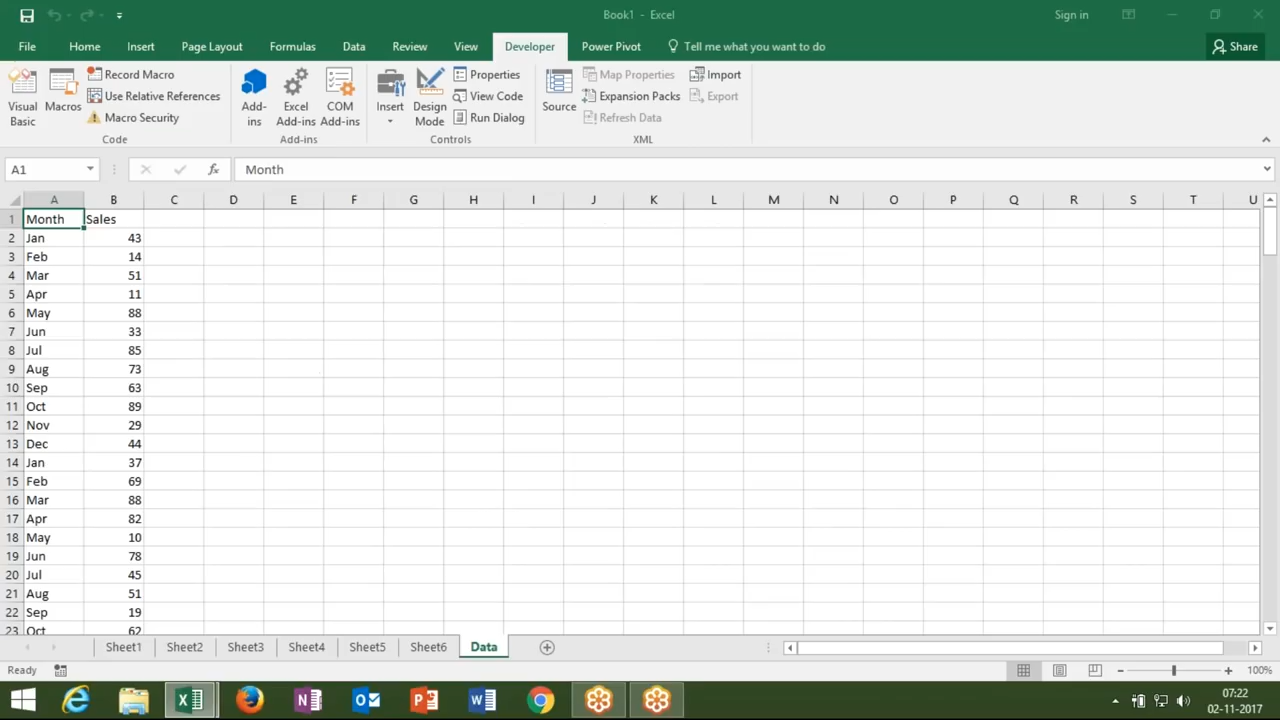 Book1 - Excel
Sign in
File Home Insert Page Layout Formulas Data Review View Developer Power Pivot Tell me what you want to do Share
Visual Basic
Macros
Record Macro
Use Relative References
Macro Security
Code
Add-ins
Excel Add-ins
COM Add-ins
Add-ins
Insert
Design Mode
Properties
View Code
Run Dialog
Controls
Source
Map Properties
Expansion Packs
Refresh Data
Import
Export
XML
A1 fx Month
A B C D E F G H I J K L M N O P Q R S T U
1 Month Sales
2 Jan 43
3 Feb 14
4 Mar 51
5 Apr 11
6 May 88
7 Jun 33
8 Jul 85
9 Aug 73
10 Sep 63
11 Oct 89
12 Nov 29
13 Dec 44
14 Jan 37
15 Feb 69
16 Mar 88
17 Apr 82
18 May 10
19 Jun 78
20 Jul 45
21 Aug 51
22 Sep 19
23 Oct 62
Sheet1 Sheet2 Sheet3 Sheet4 Sheet5 Sheet6 Data
Ready 100%
07:22
02-11-2017